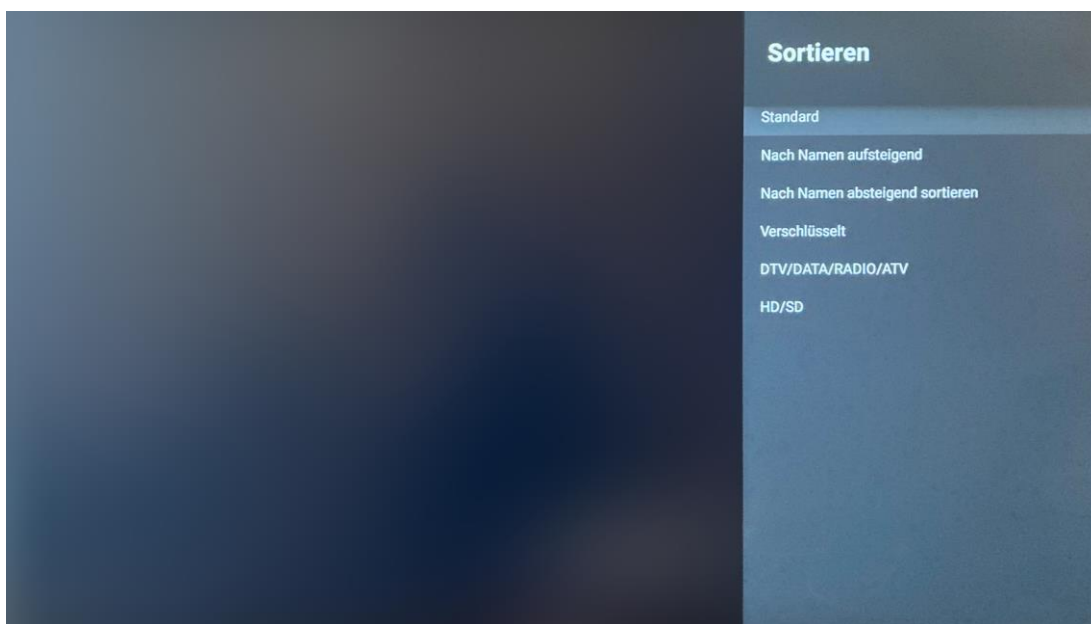 Sortieren
Standard
Nach Namen aufsteigend
Nach Namen absteigend sortieren
Verschlüsselt
DTV/DATA/RADIO/ATV
HD/SD